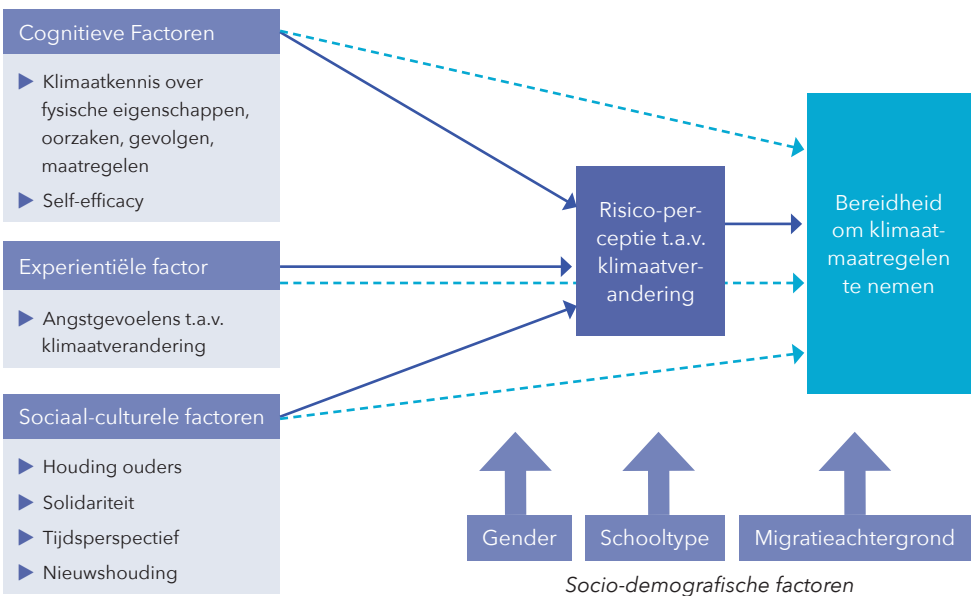 Cognitieve Factoren
Klimaatkennis over
fysische eigenschappen,
oorzaken, gevolgen,
maatregelen
Self-efficacy
Experientiële factor
Angstgevoelens t.a.v.
klimaatverandering
Sociaal-culturele factoren
Houding ouders
Solidariteit
Tijdsperspectief
Nieuwshouding
Risico-per-
ceptie t.a.v.
klimaatver-
andering
Bereidheid
om klimaat-
maatregelen
te nemen
Gender
Schooltype
Migratieachtergrond
Socio-demografische factoren